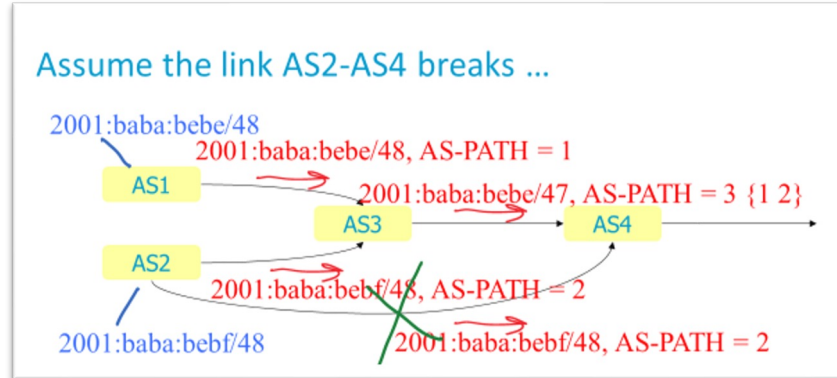 Assume the link AS2-AS4 breaks ...
2001:baba:bebe/48
2001:baba:bebe/48, AS-PATH = 1
AS1
2001:baba:bebe/47, AS-PATH = 3 {1 2}
AS3
AS4
AS2
2001:baba:bebf/48, AS-PATH = 2
2001:baba:bebf/48
2001:baba:bebf/48, AS-PATH = 2